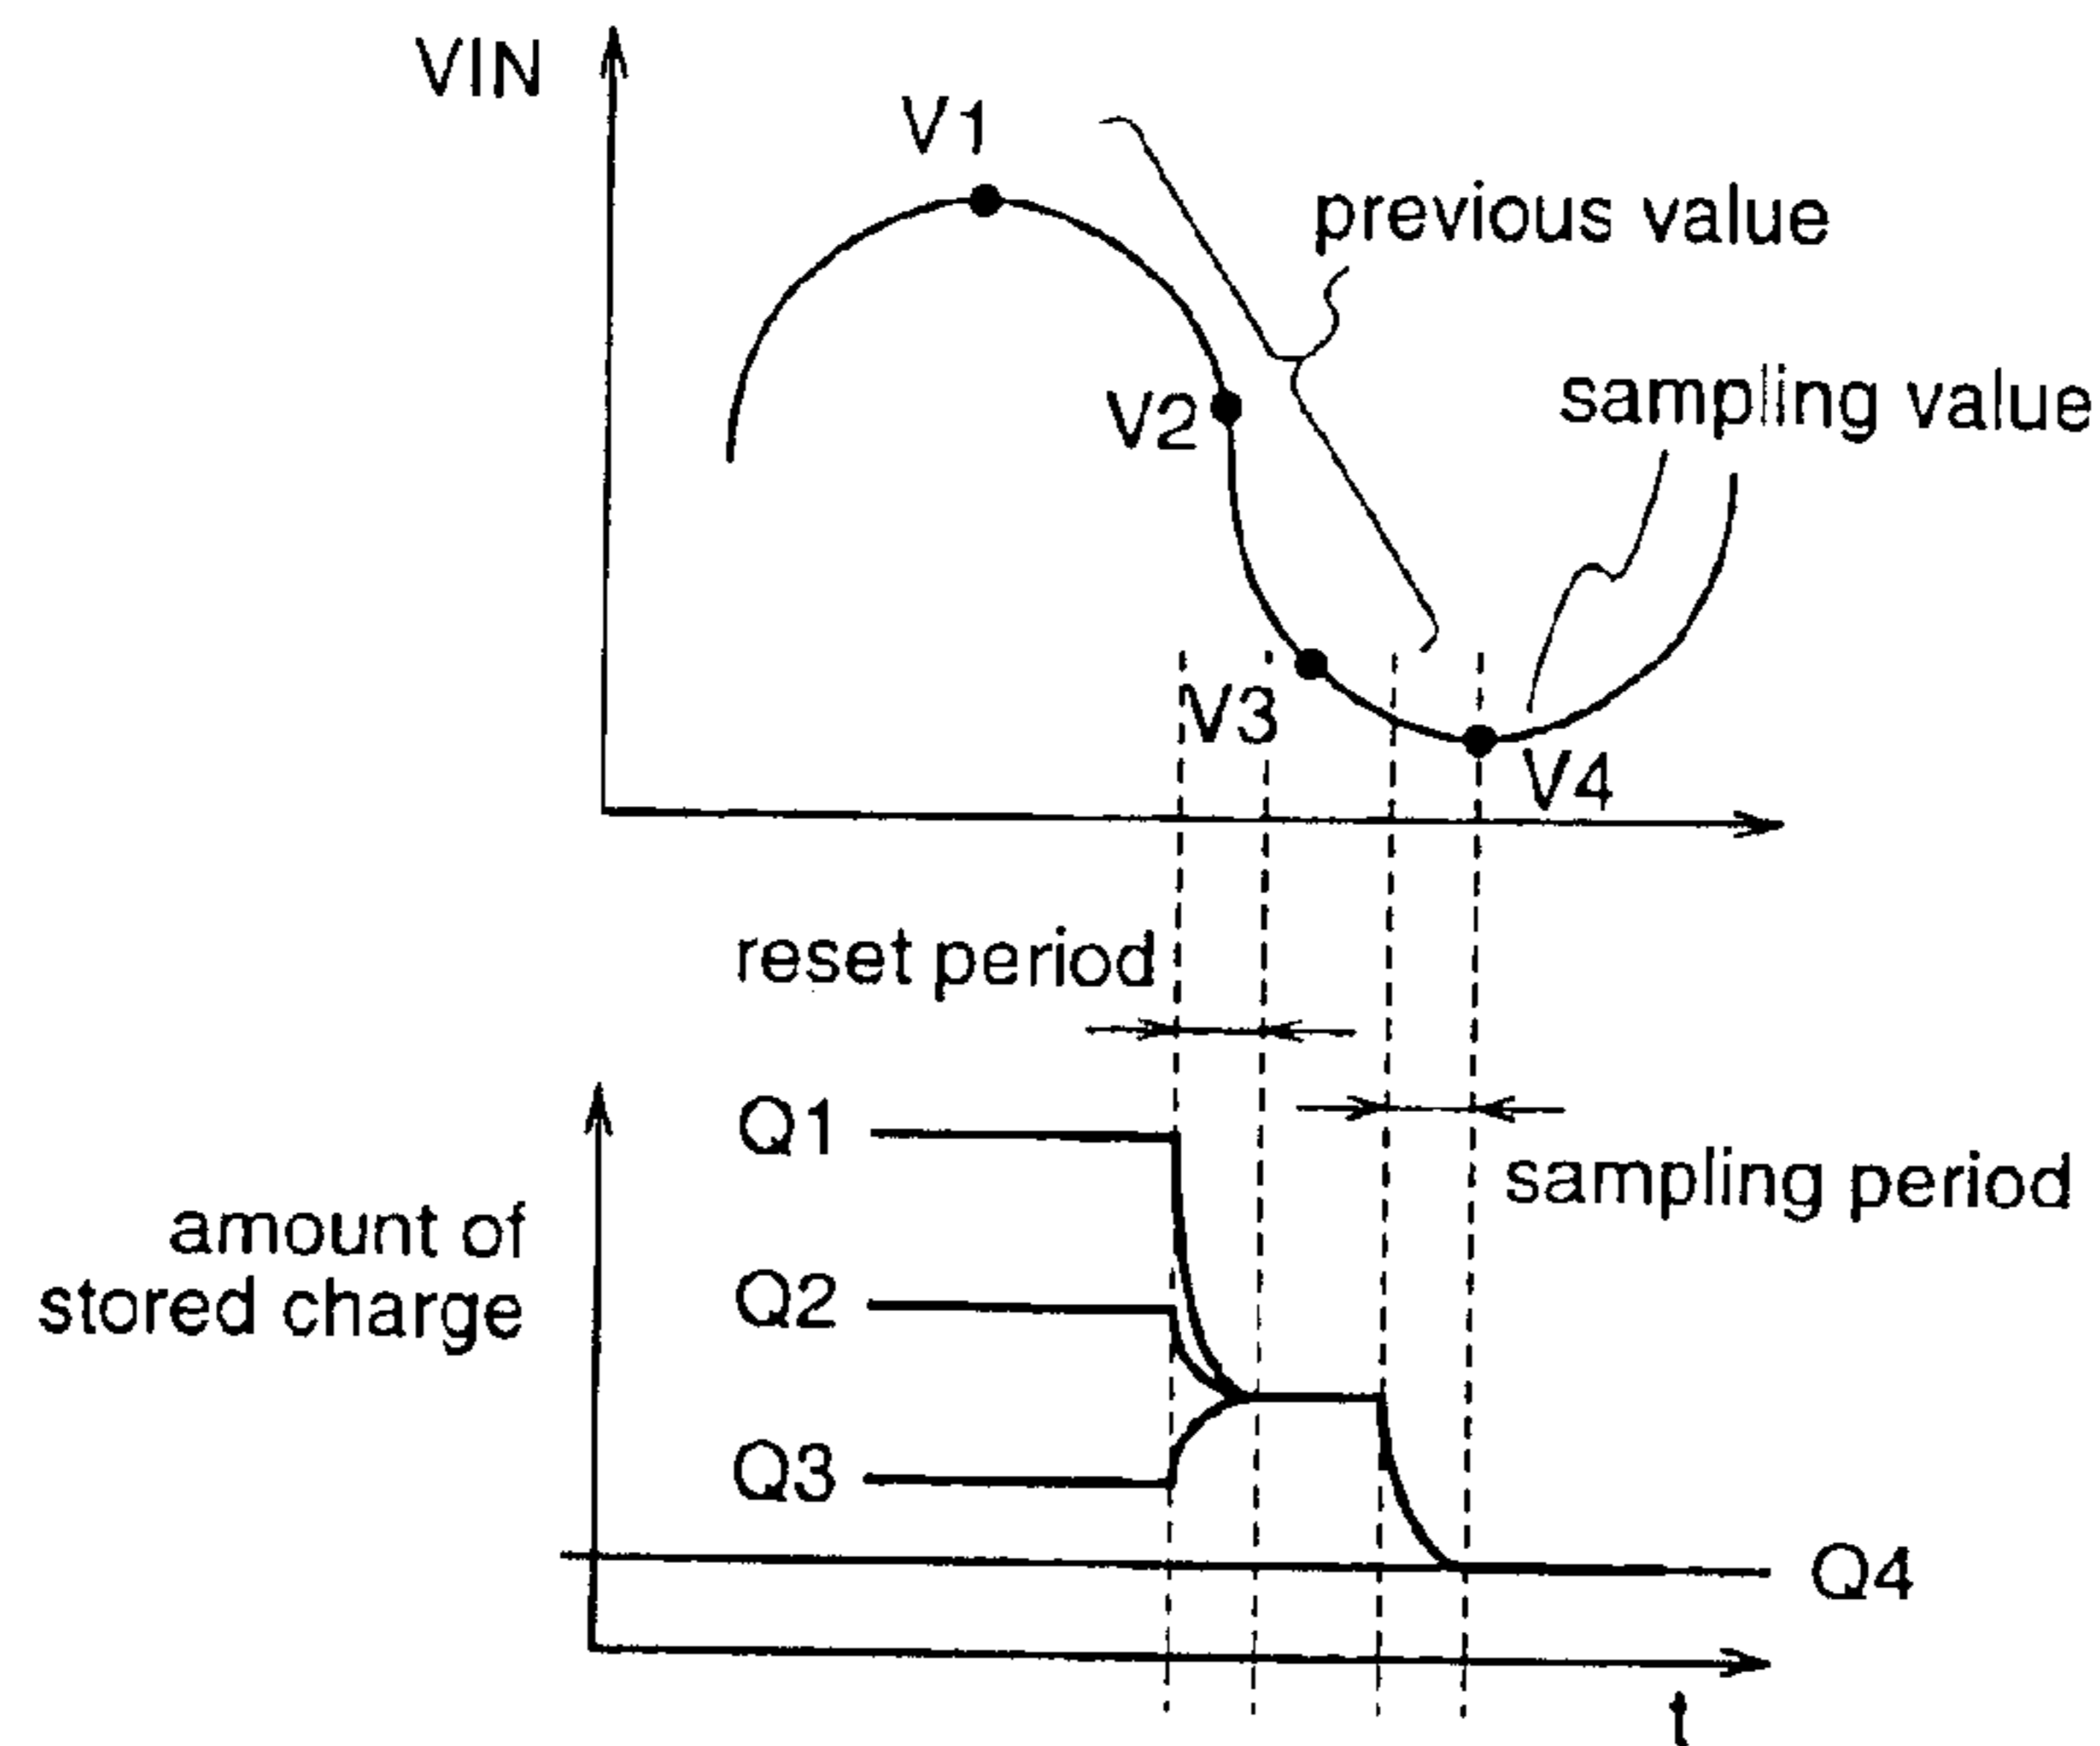 VIN
V1
previous value
sampling value
V2
V3
V4
reset period
sampling period
Q1
amount of
stored charge
Q2
Q3
Q4
t